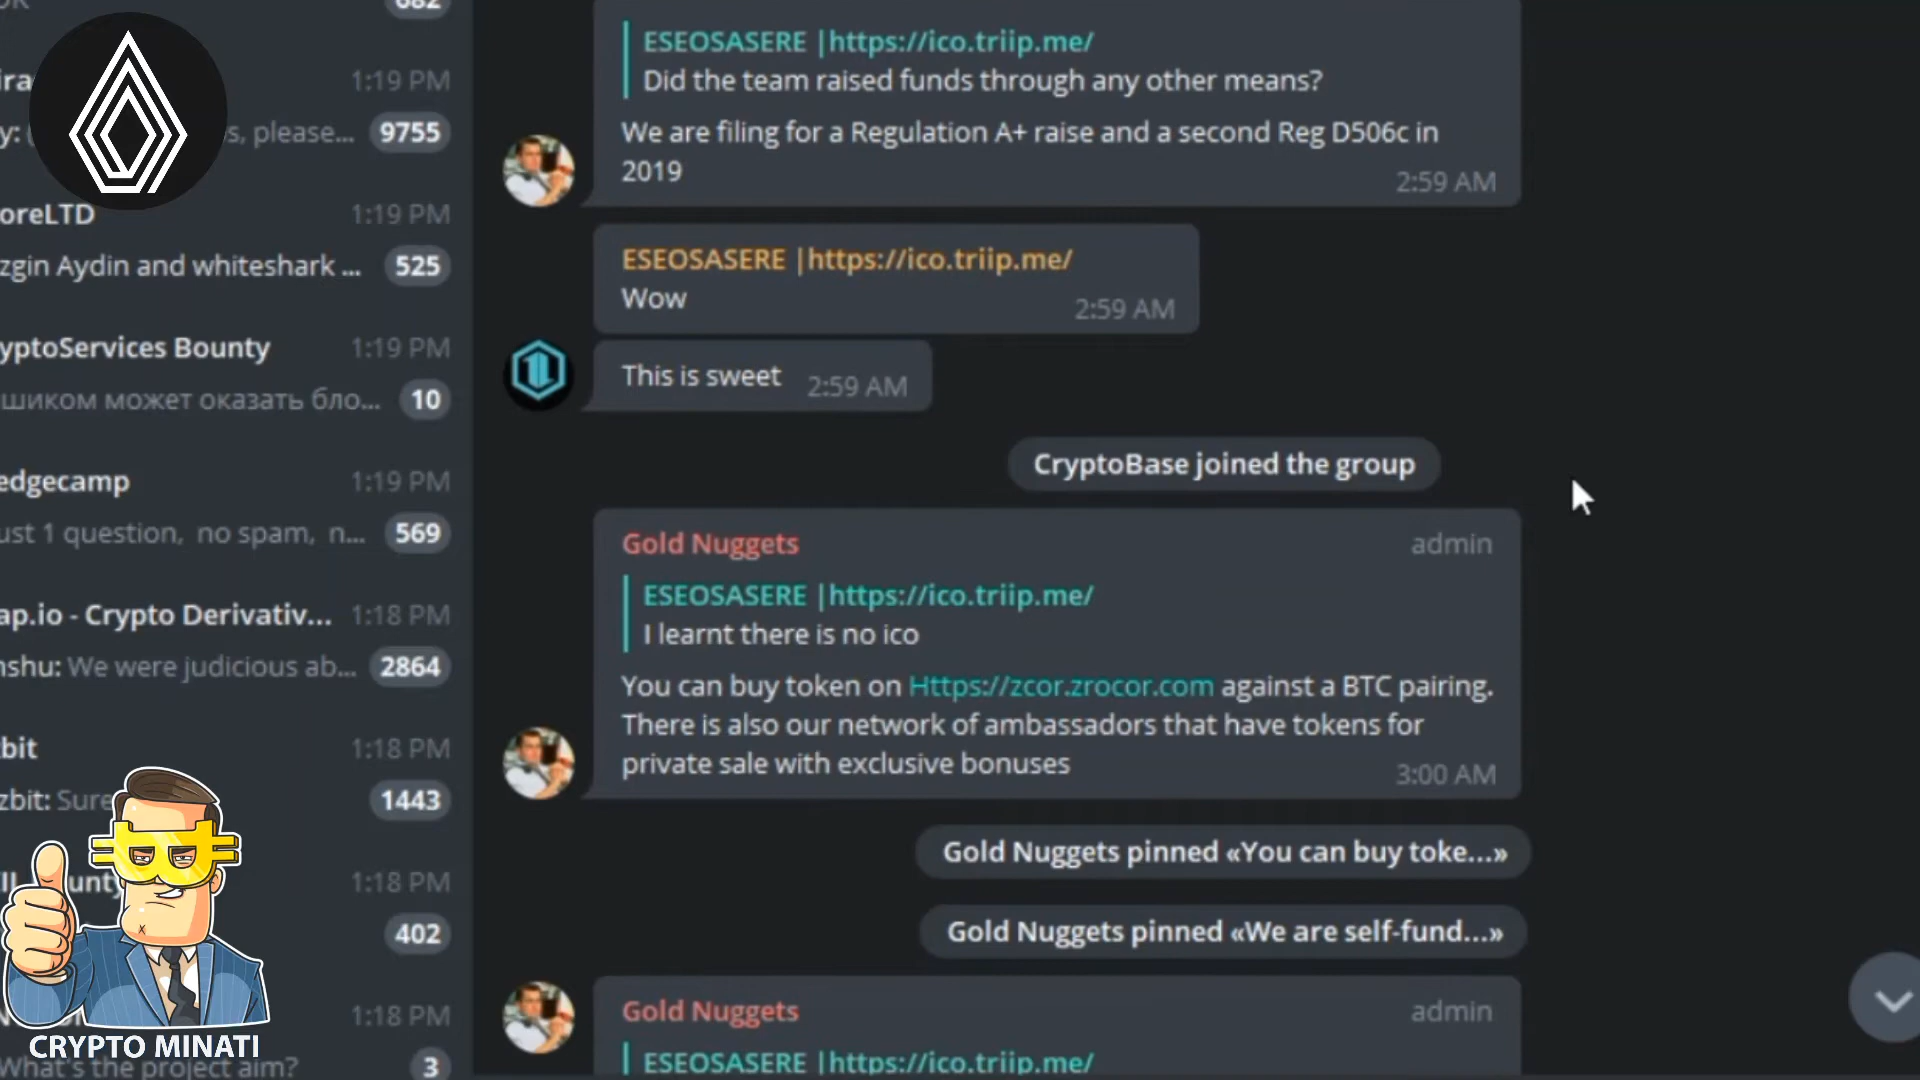 682
1:19 PM
s, please... 9755
oreLTD 1:19 PM
zgin Aydin and whiteshark ... 525
yptoServices Bounty 1:19 PM
шиком может оказать бло... 10
edgecamp 1:19 PM
ust 1 question, no spam, n... 569
ap.io - Crypto Derivativ... 1:18 PM
nshu: We were judicious ab... 2864
bit 1:18 PM
zbit: Sure 1443
1:18 PM
402
1:18 PM
What's the project aim? 3
CRYPTO MINATI
ESEOSASERE |https://ico.triip.me/
Did the team raised funds through any other means?
We are filing for a Regulation A+ raise and a second Reg D506c in
2019
2:59 AM
ESEOSASERE |https://ico.triip.me/
Wow
2:59 AM
This is sweet 2:59 AM
CryptoBase joined the group
Gold Nuggets admin
ESEOSASERE |https://ico.triip.me/
I learnt there is no ico
You can buy token on Https://zcor.zrocor.com against a BTC pairing.
There is also our network of ambassadors that have tokens for
private sale with exclusive bonuses
3:00 AM
Gold Nuggets pinned «You can buy toke...»
Gold Nuggets pinned «We are self-fund...»
Gold Nuggets admin
ESEOSASERE |https://ico.triip.me/